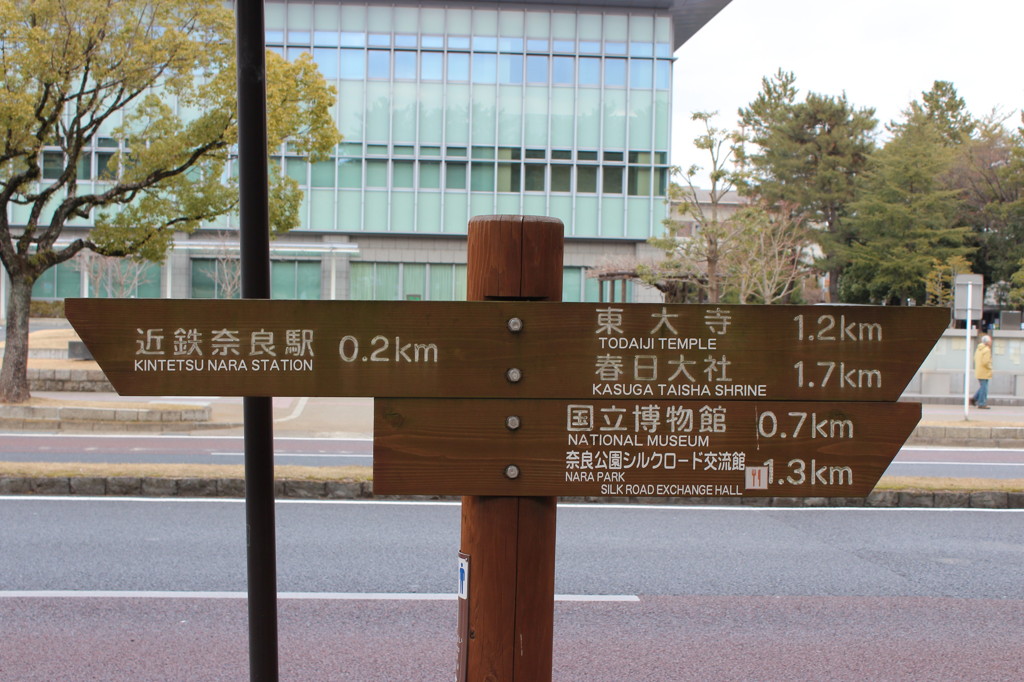 近鉄奈良駅 0.2km
KINTETSU NARA STATION
東大寺 1.2km
TODAIJI TEMPLE
春日大社 1.7km
KASUGA TAISHA SHRINE
国立博物館 0.7km
NATIONAL MUSEUM
奈良公園シルクロード交流館 1.3km
NARA PARK
SILK ROAD EXCHANGE HALL